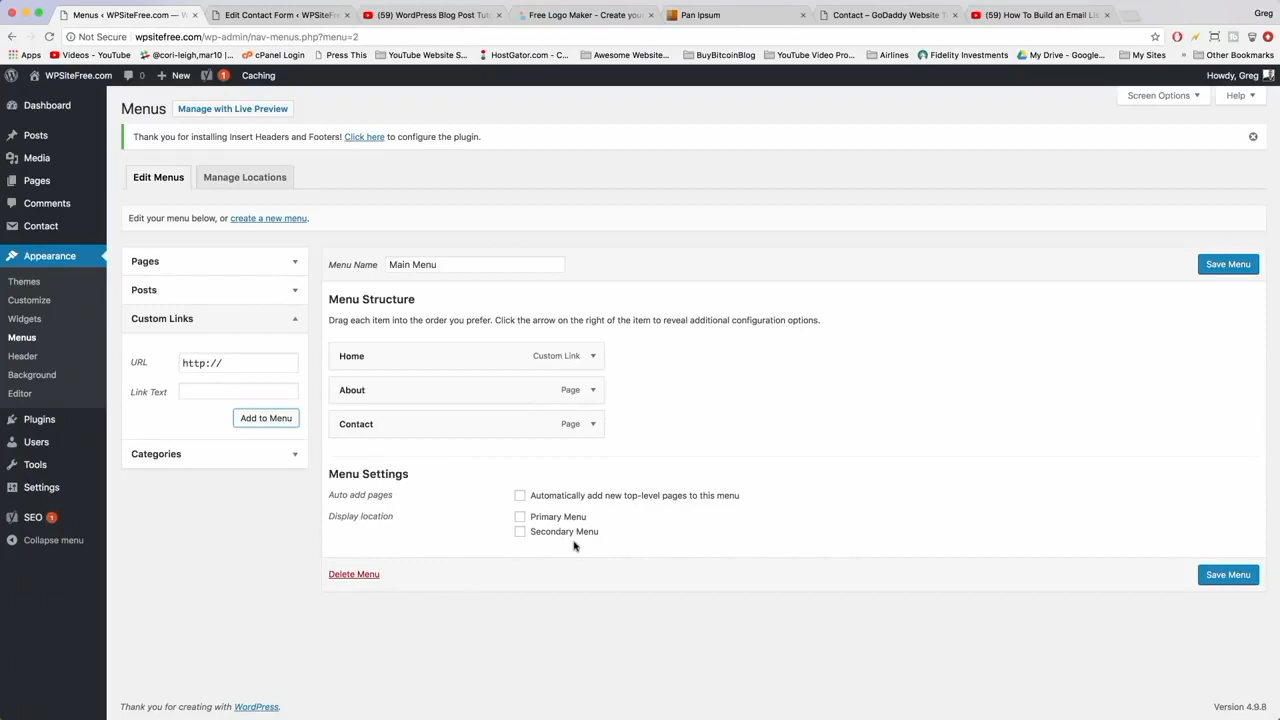 Menus ‹ WPSiteFree.com —
Edit Contact Form ‹ WPSiteF
(59) WordPress Blog Post Tut
Free Logo Maker - Create you
Pan Ipsum
Contact – GoDaddy Website T
(59) How To Build an Email Lis
Greg
Not Secure wpsitefree.com/wp-admin/nav-menus.php?menu=2
Apps
Videos - YouTube
@cori-leigh,mar10 |...
cPanel Login
Press This
YouTube Website S...
HostGator.com - C...
Awesome Website...
BuyBitcoinBlog
YouTube Video Pro...
Airlines
Fidelity Investments
My Drive - Google...
My Sites
»
Other Bookmarks
WPSiteFree.com
0
+ New
1
Caching
Howdy, Greg
Dashboard
Posts
Media
Pages
Comments
Contact
Appearance
Themes
Customize
Widgets
Menus
Header
Background
Editor
Plugins
Users
Tools
Settings
SEO 1
Collapse menu
Screen Options
Help
Menus
Manage with Live Preview
Thank you for installing Insert Headers and Footers! Click here to configure the plugin.
Edit Menus
Manage Locations
Edit your menu below, or create a new menu.
Pages
Posts
Custom Links
URL http://
Link Text
Add to Menu
Categories
Menu Name Main Menu
Save Menu
Menu Structure
Drag each item into the order you prefer. Click the arrow on the right of the item to reveal additional configuration options.
Home Custom Link
About Page
Contact Page
Menu Settings
Auto add pages Automatically add new top-level pages to this menu
Display location Primary Menu
Secondary Menu
Delete Menu
Save Menu
Thank you for creating with WordPress.
Version 4.9.8